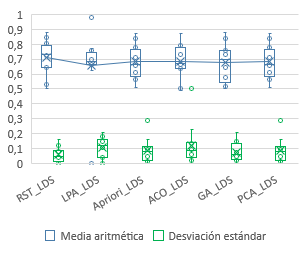 1
0,9
0,8
0,7
0,6
0,5
0,4
0,3
0,2
0,1
0
RST_LDS
LPA_LDS
Apriori_LDS
ACO_LDS
GA_LDS
PCA_LDS
Media aritmética
Desviación estándar